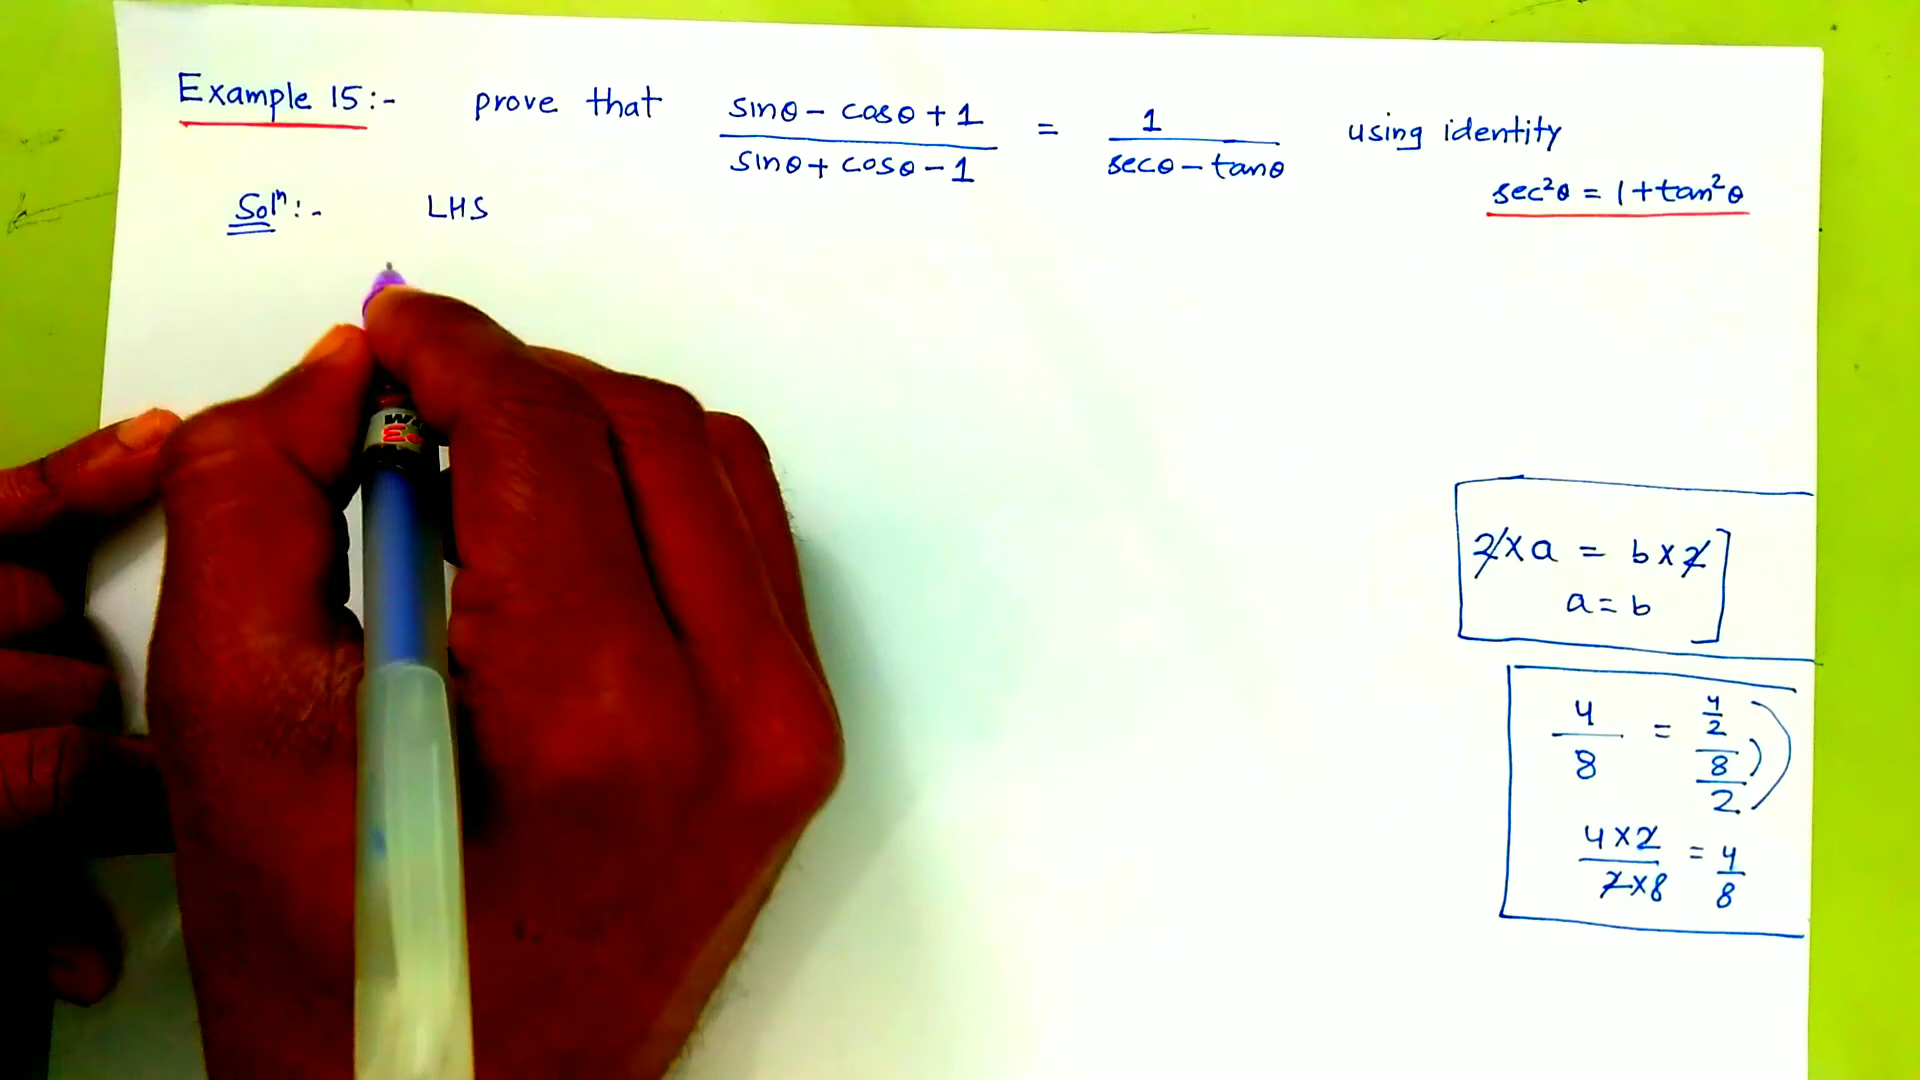 Example 15:- prove that sinθ - cosθ + 1 / sinθ + cosθ - 1 = 1 / secθ - tanθ using identity
sec²θ = 1 + tan²θ
Solⁿ:- LHS
2 × a = b × 2
a = b
4 / 8 = 4/2 / 8/2
4 × 2 / 2 × 8 = 4 / 8